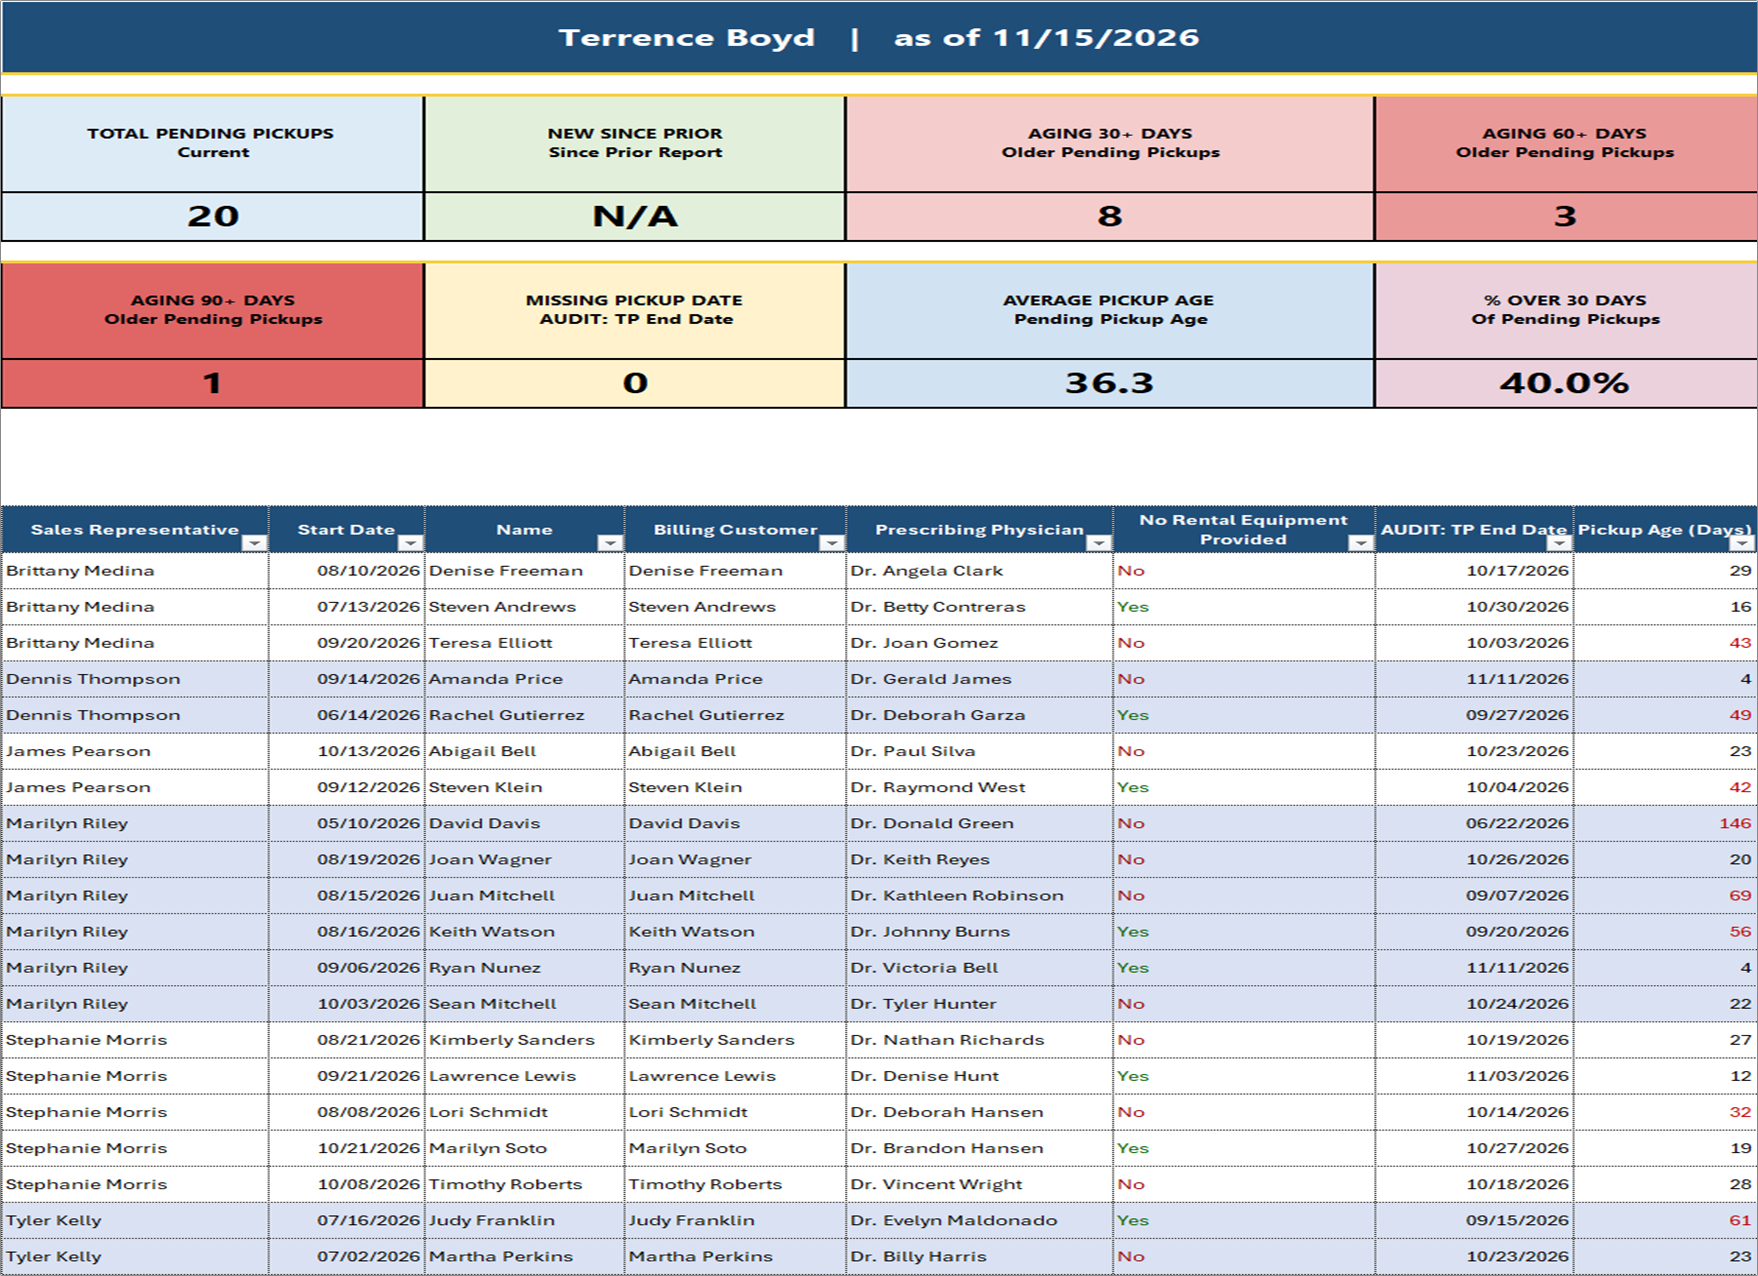 Terrence Boyd | as of 11/15/2026
TOTAL PENDING PICKUPS NEW SINCE PRIOR AGING 30+ DAYS AGING 60+ DAYS
Current Since Prior Report Older Pending Pickups Older Pending Pickups
20 N/A 8 3
AGING 90+ DAYS MISSING PICKUP DATE AVERAGE PICKUP AGE % OVER 30 DAYS
Older Pending Pickups AUDIT: TP End Date Pending Pickup Age Of Pending Pickups
1 0 36.3 40.0%
Sales Representative Start Date Name Billing Customer Prescribing Physician No Rental Equipment Provided AUDIT: TP End Date Pickup Age (Days)
Brittany Medina 08/10/2026 Denise Freeman Denise Freeman Dr. Angela Clark No 10/17/2026 29
Brittany Medina 07/13/2026 Steven Andrews Steven Andrews Dr. Betty Contreras Yes 10/30/2026 16
Brittany Medina 09/20/2026 Teresa Elliott Teresa Elliott Dr. Joan Gomez No 10/03/2026 43
Dennis Thompson 09/14/2026 Amanda Price Amanda Price Dr. Gerald James No 11/11/2026 4
Dennis Thompson 06/14/2026 Rachel Gutierrez Rachel Gutierrez Dr. Deborah Garza Yes 09/27/2026 49
James Pearson 10/13/2026 Abigail Bell Abigail Bell Dr. Paul Silva No 10/23/2026 23
James Pearson 09/12/2026 Steven Klein Steven Klein Dr. Raymond West Yes 10/04/2026 42
Marilyn Riley 05/10/2026 David Davis David Davis Dr. Donald Green No 06/22/2026 146
Marilyn Riley 08/19/2026 Joan Wagner Joan Wagner Dr. Keith Reyes No 10/26/2026 20
Marilyn Riley 08/15/2026 Juan Mitchell Juan Mitchell Dr. Kathleen Robinson No 09/07/2026 69
Marilyn Riley 08/16/2026 Keith Watson Keith Watson Dr. Johnny Burns Yes 09/20/2026 56
Marilyn Riley 09/06/2026 Ryan Nunez Ryan Nunez Dr. Victoria Bell Yes 11/11/2026 4
Marilyn Riley 10/03/2026 Sean Mitchell Sean Mitchell Dr. Tyler Hunter No 10/24/2026 22
Stephanie Morris 08/21/2026 Kimberly Sanders Kimberly Sanders Dr. Nathan Richards No 10/19/2026 27
Stephanie Morris 09/21/2026 Lawrence Lewis Lawrence Lewis Dr. Denise Hunt Yes 11/03/2026 12
Stephanie Morris 08/08/2026 Lori Schmidt Lori Schmidt Dr. Deborah Hansen No 10/14/2026 32
Stephanie Morris 10/21/2026 Marilyn Soto Marilyn Soto Dr. Brandon Hansen Yes 10/27/2026 19
Stephanie Morris 10/08/2026 Timothy Roberts Timothy Roberts Dr. Vincent Wright No 10/18/2026 28
Tyler Kelly 07/16/2026 Judy Franklin Judy Franklin Dr. Evelyn Maldonado Yes 09/15/2026 61
Tyler Kelly 07/02/2026 Martha Perkins Martha Perkins Dr. Billy Harris No 10/23/2026 23